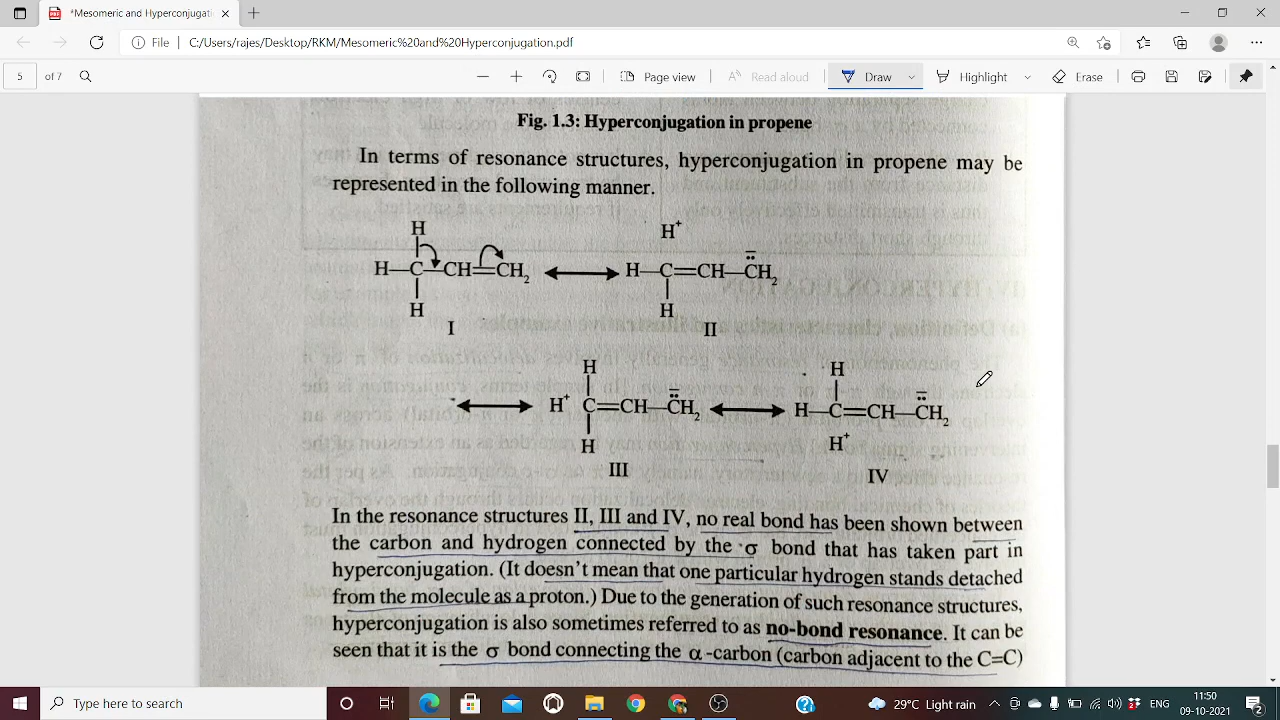 *Mesomeric and Hyperconjugation
File
C:/Users/rajes/Desktop/RKM/Mesomeric%20and%20Hyperconjugation.pdf
5 of 7
Page view
Read aloud
Draw
Highlight
Erase
Fig. 1.3: Hyperconjugation in propene
In terms of resonance structures, hyperconjugation in propene may be
represented in the following manner.
H H⁺
H—C—CH=CH₂ ⟷ H—C=CH—C̅̈H₂
H H
I II
H H
⟷ H⁺ C=CH—C̅̈H₂ ⟷ H—C=CH—C̅̈H₂
H H⁺
III IV
In the resonance structures II, III and IV, no real bond has been shown between
the carbon and hydrogen connected by the σ bond that has taken part in
hyperconjugation. (It doesn't mean that one particular hydrogen stands detached
from the molecule as a proton.) Due to the generation of such resonance structures,
hyperconjugation is also sometimes referred to as no-bond resonance. It can be
seen that it is the σ bond connecting the α-carbon (carbon adjacent to the C=C)
Type here to search
29°C Light rain
ENG
11:50
09-10-2021
2